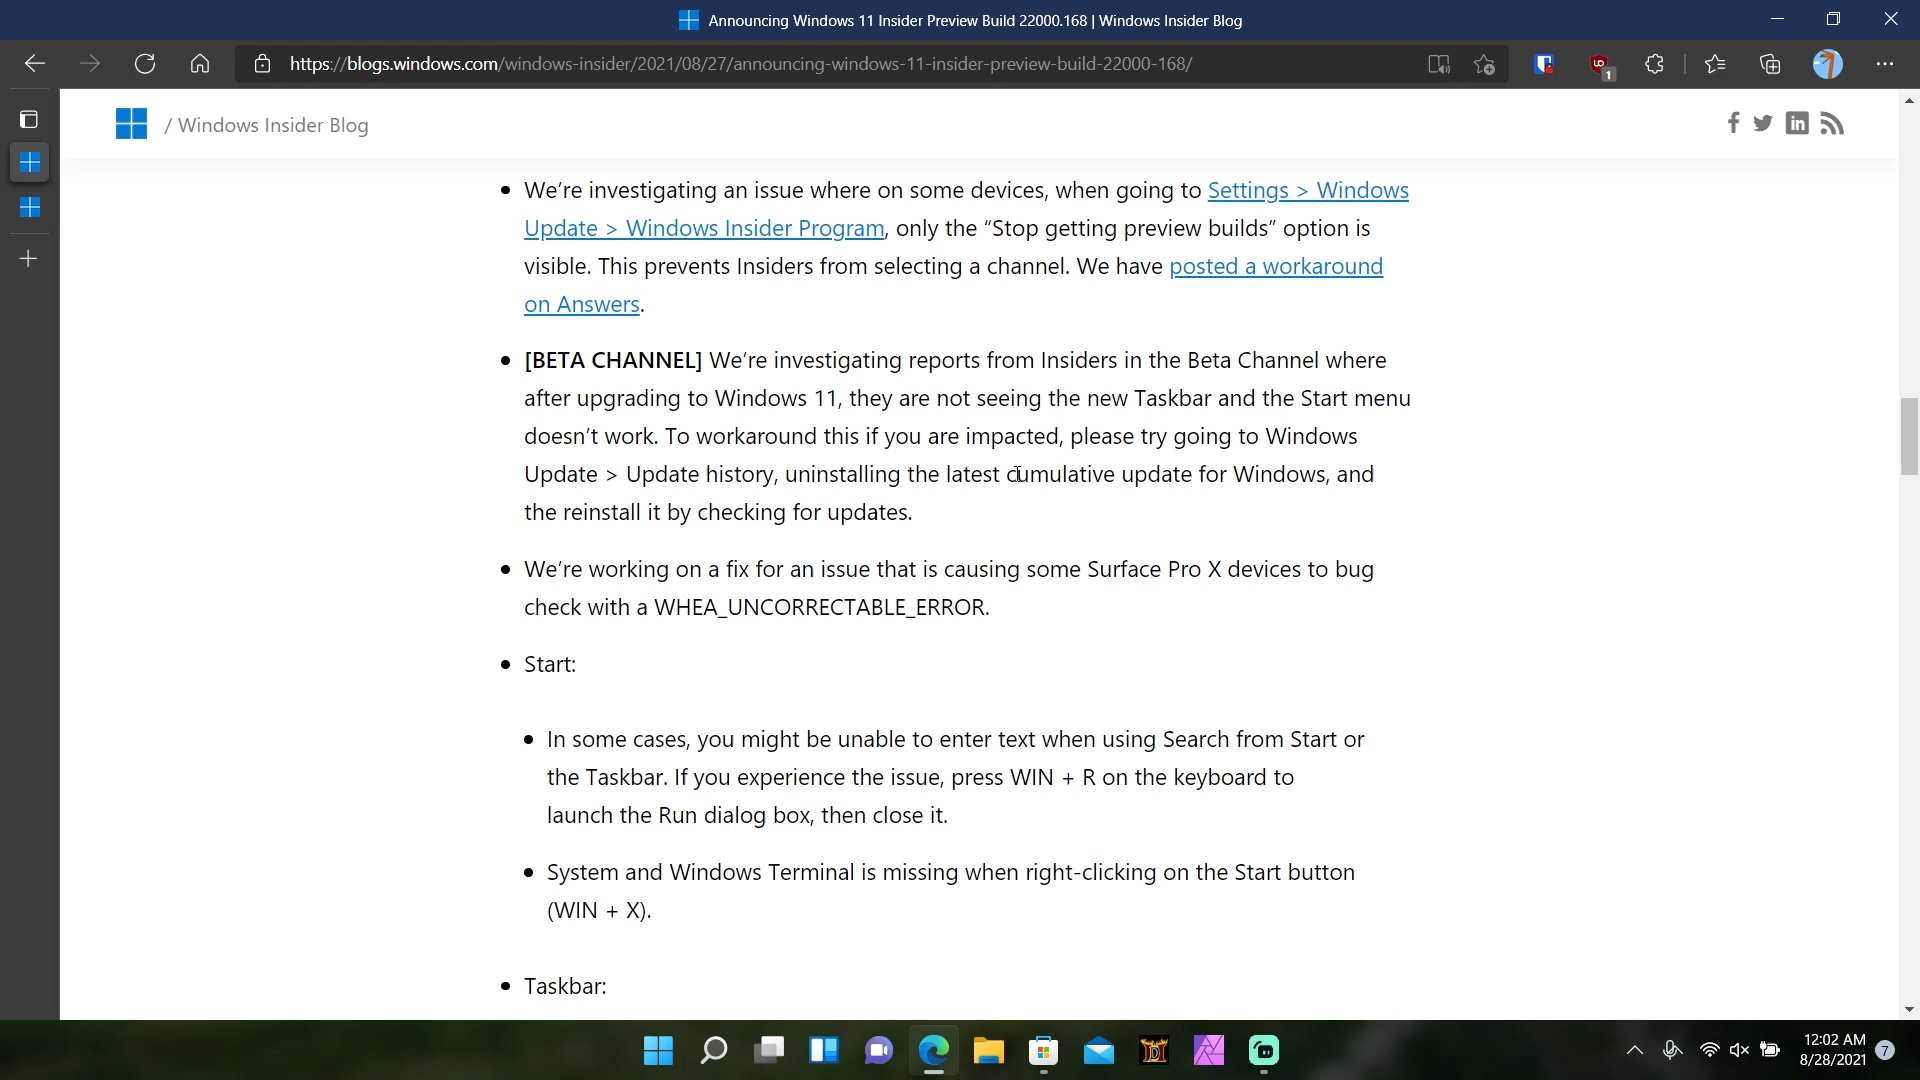 Announcing Windows 11 Insider Preview Build 22000.168 | Windows Insider Blog
https://blogs.windows.com/windows-insider/2021/08/27/announcing-windows-11-insider-preview-build-22000-168/
1
/ Windows Insider Blog
We’re investigating an issue where on some devices, when going to Settings > Windows
Update > Windows Insider Program, only the “Stop getting preview builds” option is
visible. This prevents Insiders from selecting a channel. We have posted a workaround
on Answers.
[BETA CHANNEL] We’re investigating reports from Insiders in the Beta Channel where
after upgrading to Windows 11, they are not seeing the new Taskbar and the Start menu
doesn’t work. To workaround this if you are impacted, please try going to Windows
Update > Update history, uninstalling the latest cumulative update for Windows, and
the reinstall it by checking for updates.
We’re working on a fix for an issue that is causing some Surface Pro X devices to bug
check with a WHEA_UNCORRECTABLE_ERROR.
Start:
In some cases, you might be unable to enter text when using Search from Start or
the Taskbar. If you experience the issue, press WIN + R on the keyboard to
launch the Run dialog box, then close it.
System and Windows Terminal is missing when right-clicking on the Start button
(WIN + X).
Taskbar:
12:02 AM
8/28/2021
7